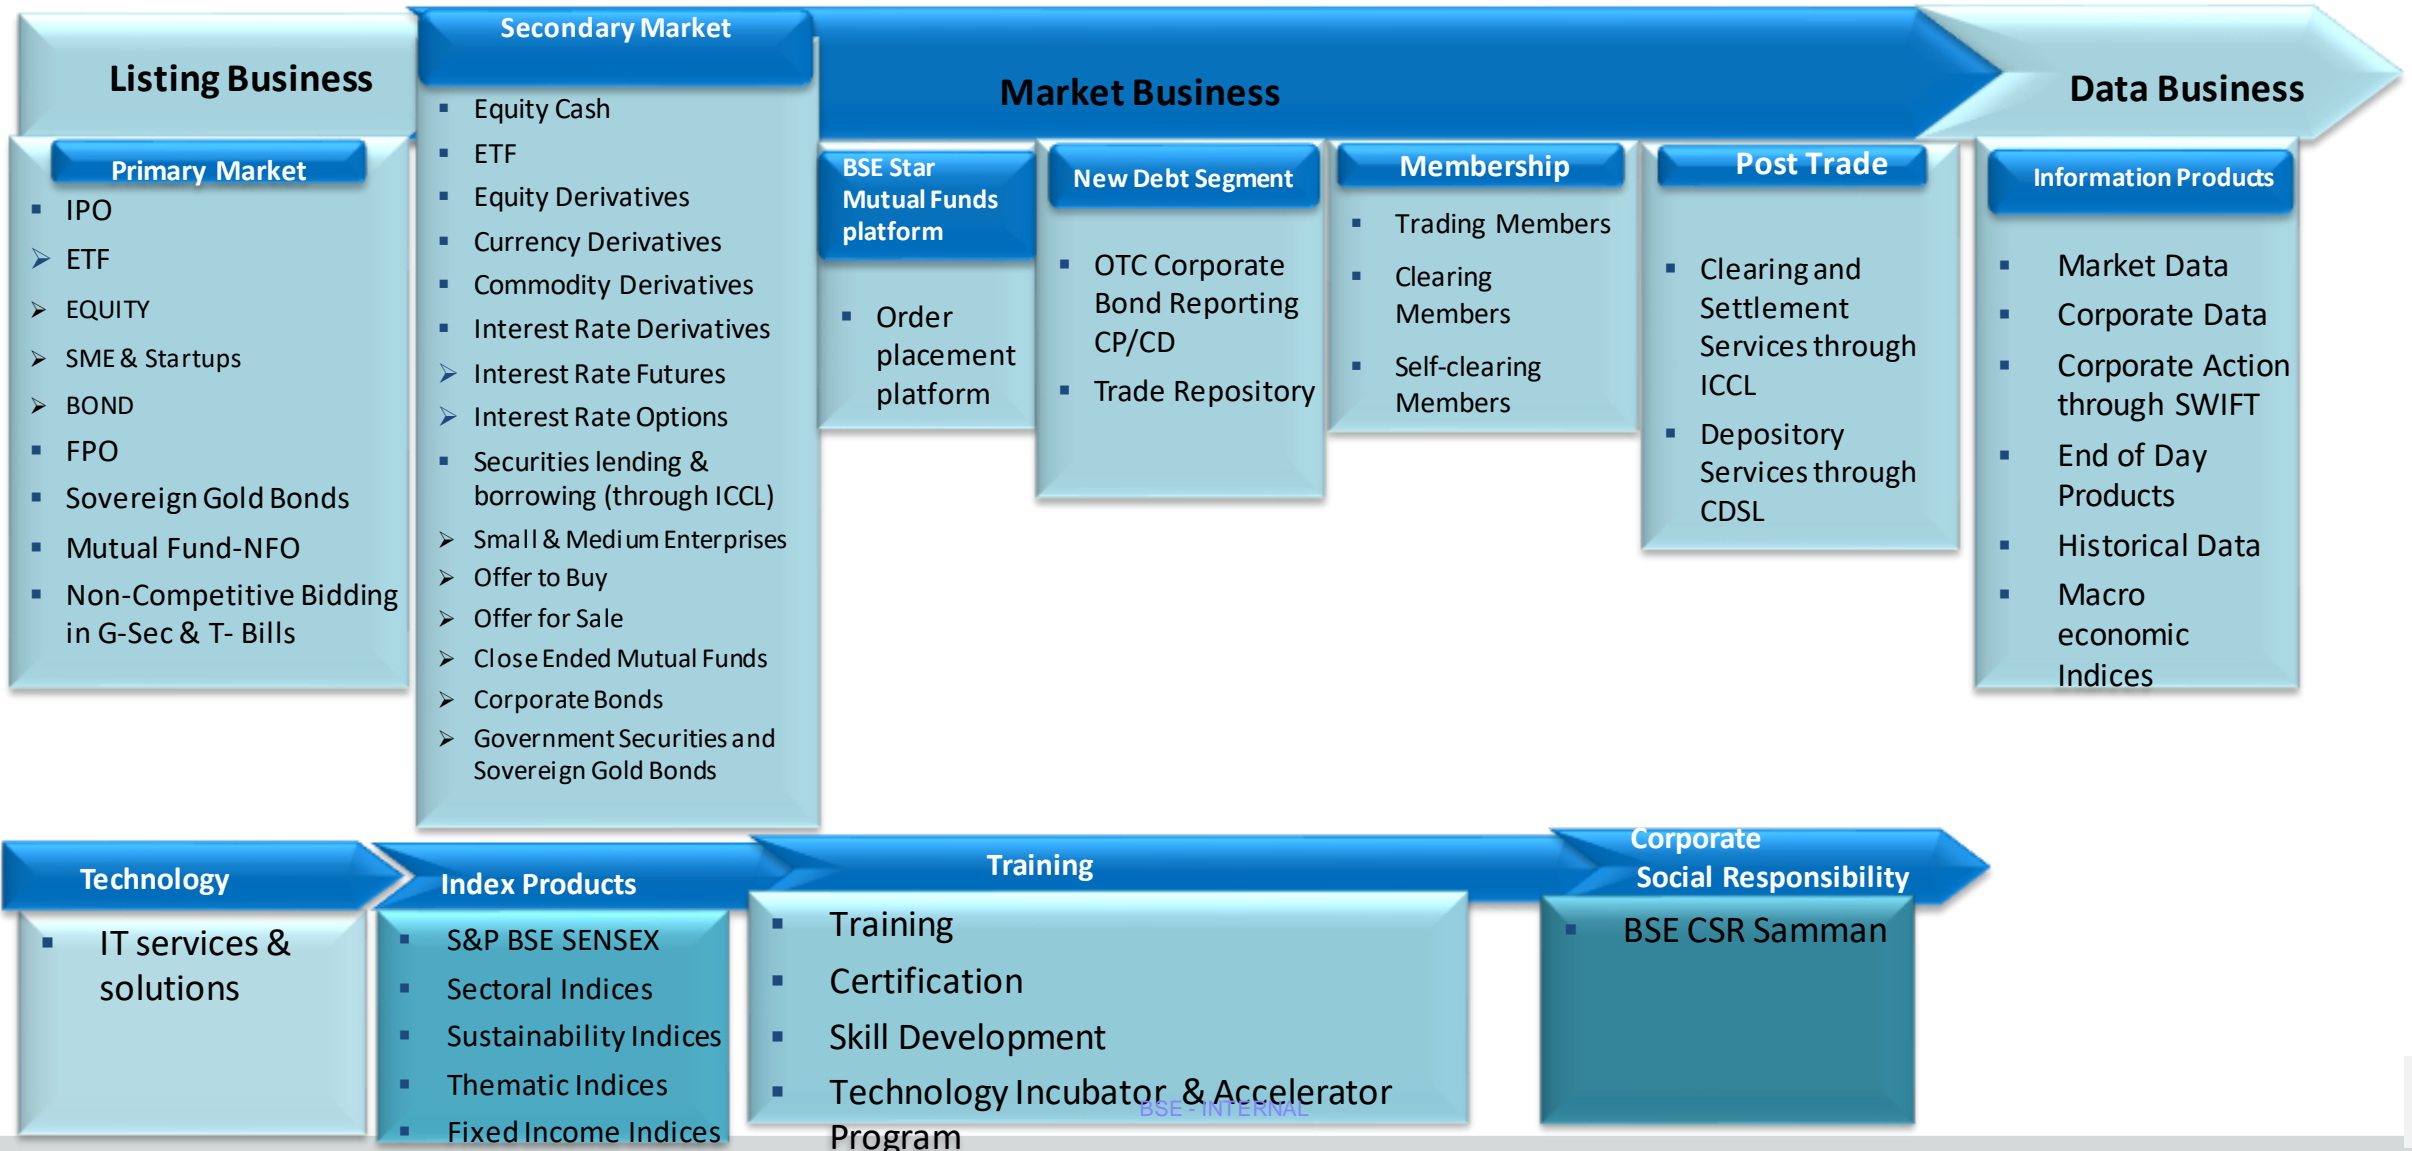 Listing Business
Market Business
Data Business
Primary Market
IPO
ETF
EQUITY
SME & Startups
BOND
FPO
Sovereign Gold Bonds
Mutual Fund-NFO
Non-Competitive Bidding
in G-Sec & T- Bills
Secondary Market
Equity Cash
ETF
Equity Derivatives
Currency Derivatives
Commodity Derivatives
Interest Rate Derivatives
Interest Rate Futures
Interest Rate Options
Securities lending &
borrowing (through ICCL)
Small & Medium Enterprises
Offer to Buy
Offer for Sale
Close Ended Mutual Funds
Corporate Bonds
Government Securities and
Sovereign Gold Bonds
BSE Star
Mutual Funds
platform
Order
placement
platform
New Debt Segment
OTC Corporate
Bond Reporting
CP/CD
Trade Repository
Membership
Trading Members
Clearing
Members
Self-clearing
Members
Post Trade
Clearing and
Settlement
Services through
ICCL
Depository
Services through
CDSL
Information Products
Market Data
Corporate Data
Corporate Action
through SWIFT
End of Day
Products
Historical Data
Macro
economic
Indices
Technology
IT services &
solutions
Index Products
S&P BSE SENSEX
Sectoral Indices
Sustainability Indices
Thematic Indices
Fixed Income Indices
Training
Training
Certification
Skill Development
Technology Incubator & Accelerator
Program
Corporate
Social Responsibility
BSE CSR Samman
BSE - INTERNAL